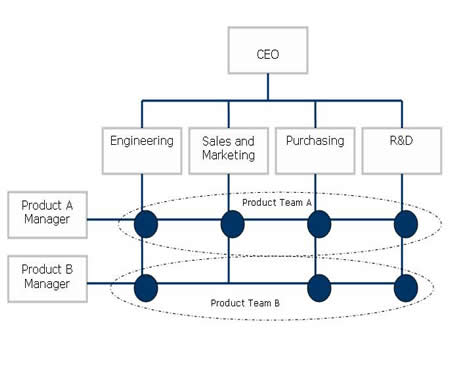 CEO
Engineering
Sales and
Marketing
Purchasing
R&D
Product A
Manager
Product Team A
Product B
Manager
Product Team B